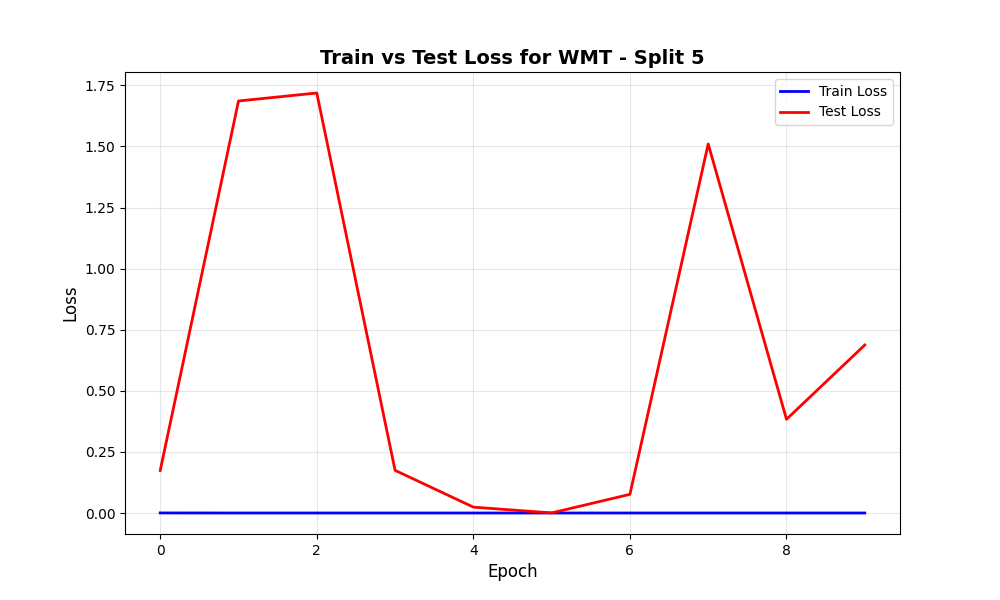 Train vs Test Loss for WMT - Split 5
Train Loss
Test Loss
1.75
1.50
1.25
1.00
0.75
0.50
0.25
0.00
Loss
0 2 4 6 8
Epoch